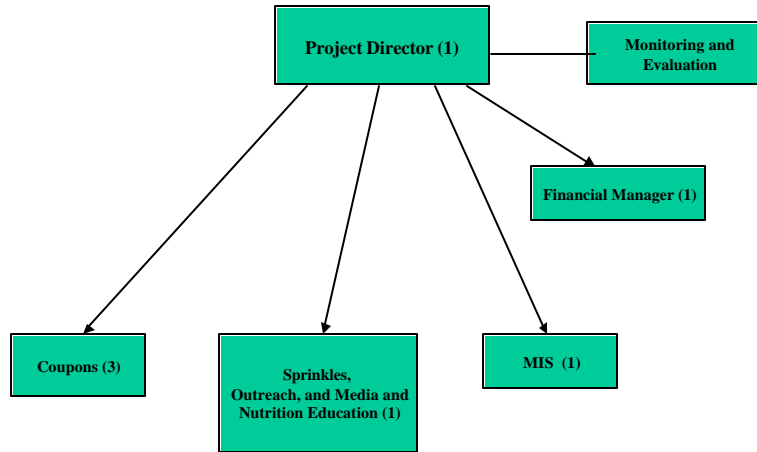 Project Director (1)
Monitoring and
Evaluation
Financial Manager (1)
Coupons (3)
Sprinkles,
Outreach, and Media and
Nutrition Education (1)
MIS (1)